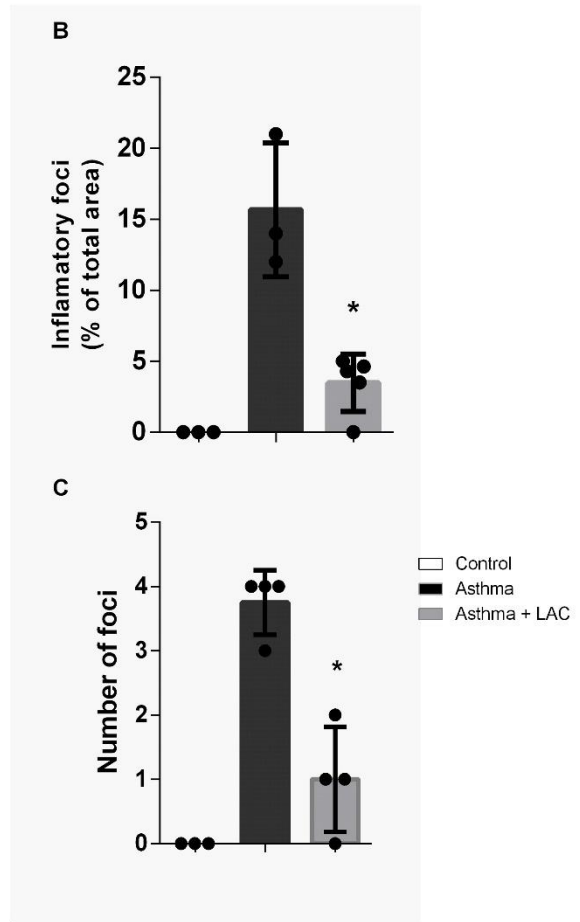 B
Inflamatory foci
(% of total area)
25
20
15
10
5
0
*
C
Number of foci
5
4
3
2
1
0
*
Control
Asthma
Asthma + LAC